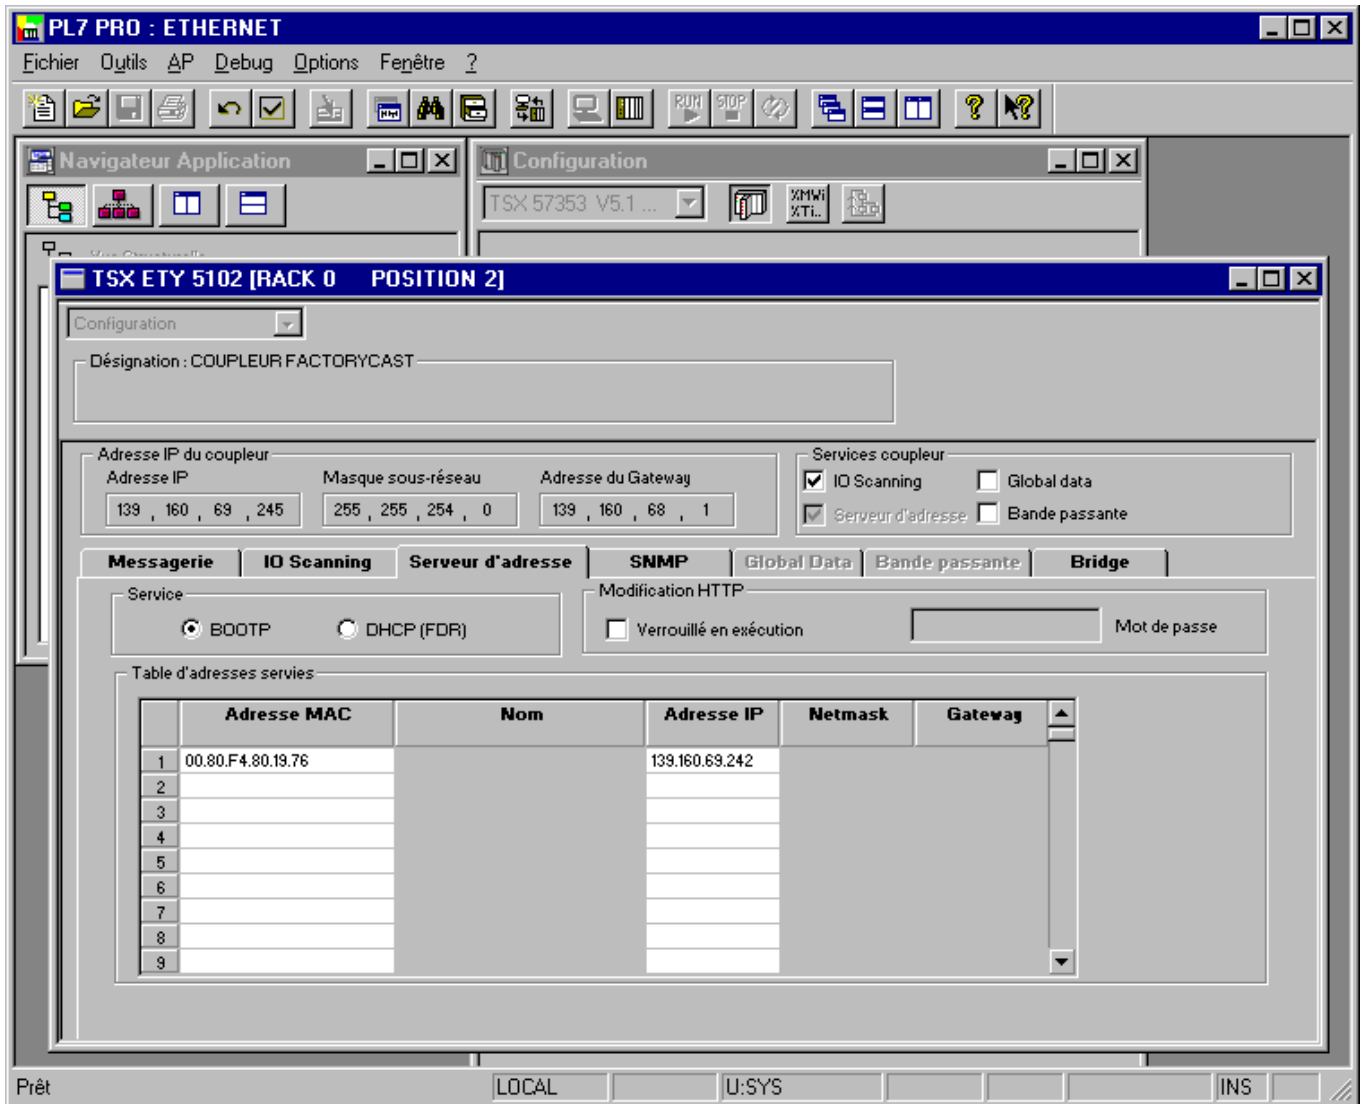 PL7 PRO : ETHERNET
Fichier Outils AP Debug Options Fenêtre ?
RUN STOP
Navigateur Application
Configuration
TSX 57353 V5.1 ...
%MWi
%Ti..
Vue Structurelle
TSX ETY 5102 [RACK 0 POSITION 2]
Configuration
Désignation : COUPLEUR FACTORYCAST
Adresse IP du coupleur
Services coupleur
Adresse IP Masque sous-réseau Adresse du Gateway
IO Scanning Global data
139 , 160 , 69 , 245 255 , 255 , 254 , 0 139 , 160 , 68 , 1
Serveur d'adresse Bande passante
Messagerie IO Scanning Serveur d'adresse SNMP Global Data Bande passante Bridge
Service
Modification HTTP
BOOTP DHCP (FDR)
Verrouillé en exécution Mot de passe
Table d'adresses servies
Adresse MAC Nom Adresse IP Netmask Gateway
1 00.80.F4.80.19.76 139.160.69.242
2
3
4
5
6
7
8
9
Prêt LOCAL U:SYS INS